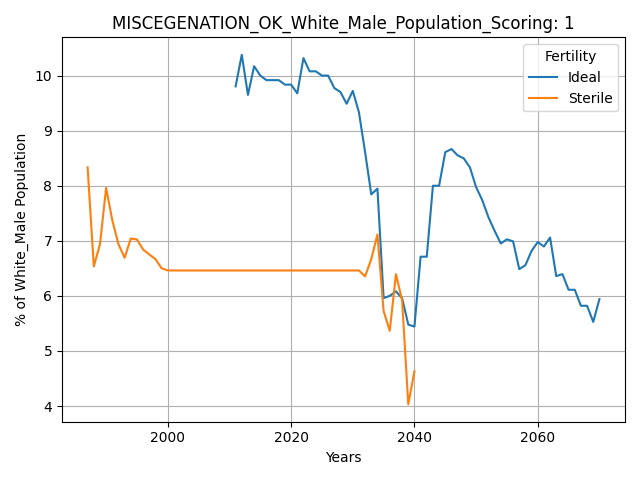 MISCEGENATION_OK_White_Male_Population_Scoring: 1
Fertility
Ideal
Sterile
% of White_Male Population
10
9
8
7
6
5
4
2000
2020
2040
2060
Years